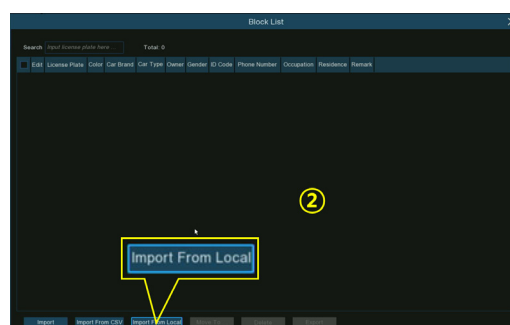 Block List
Search Input license plate here ... Total: 0
Edit License Plate Color Car Brand Car Type Owner Gender ID Code Phone Number Occupation Residence Remark
②
Import From Local
Import Import From CSV Import From Local Move To Delete Export